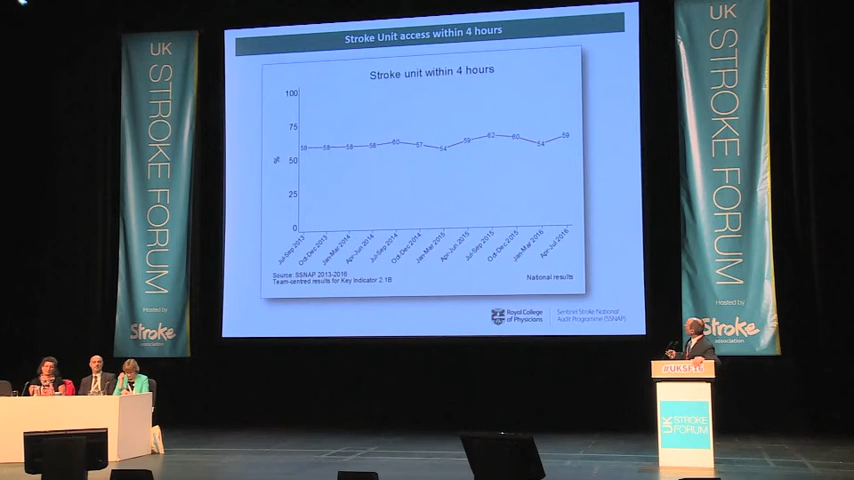 UK STROKE FORUM
Hosted by
Stroke
association
Stroke Unit access within 4 hours
Stroke unit within 4 hours
100
75
%
50
25
0
58 58 58 58 60 57 54 59 62 60 54 59
Jul-Sep 2013
Oct-Dec 2013
Jan-Mar 2014
Apr-Jun 2014
Jul-Sep 2014
Oct-Dec 2014
Jan-Mar 2015
Apr-Jun 2015
Jul-Sep 2015
Oct-Dec 2015
Jan-Mar 2016
Apr-Jul 2016
Source: SSNAP 2013-2016
Team-centred results for Key Indicator 2.1B
National results
Royal College
of Physicians
Sentinel Stroke National
Audit Programme (SSNAP)
UK STROKE FORUM
Hosted by
Stroke
association
#UKSF16
UK STROKE
FORUM